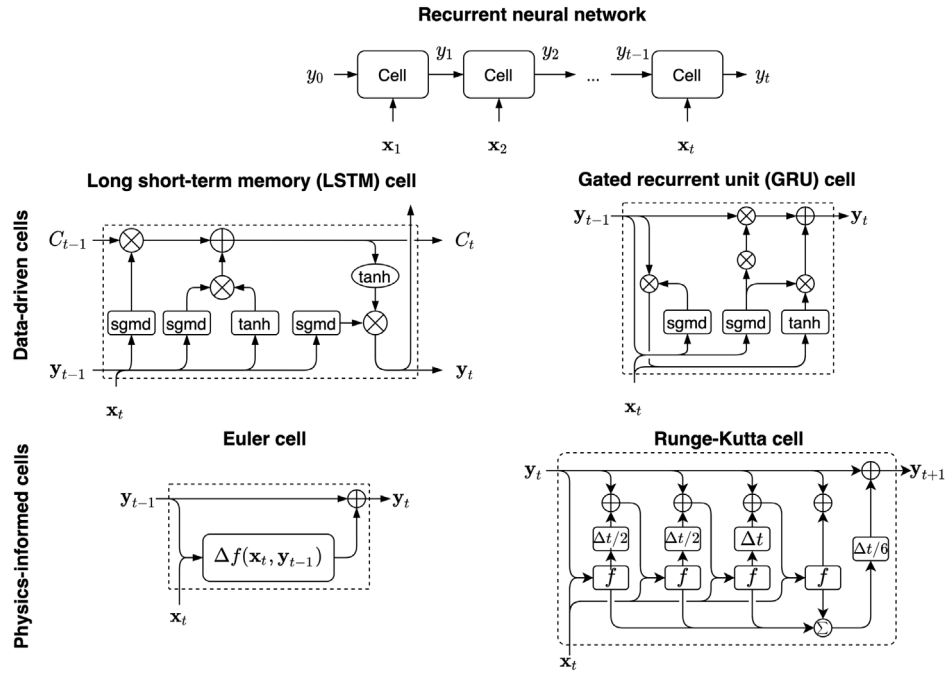 Recurrent neural network
y₀ Cell y₁ Cell y₂ ... yₜ₋₁ Cell yₜ
x₁ x₂ xₜ
Data-driven cells
Long short-term memory (LSTM) cell
Cₜ₋₁ Cₜ
tanh
sgmd sgmd tanh sgmd
yₜ₋₁ yₜ
xₜ
Gated recurrent unit (GRU) cell
yₜ₋₁ yₜ
sgmd sgmd tanh
xₜ
Physics-informed cells
Euler cell
yₜ₋₁ yₜ
Δf(xₜ, yₜ₋₁)
xₜ
Runge-Kutta cell
yₜ yₜ₊₁
Δt/2 Δt/2 Δt Δt/6
f f f f
Σ
xₜ